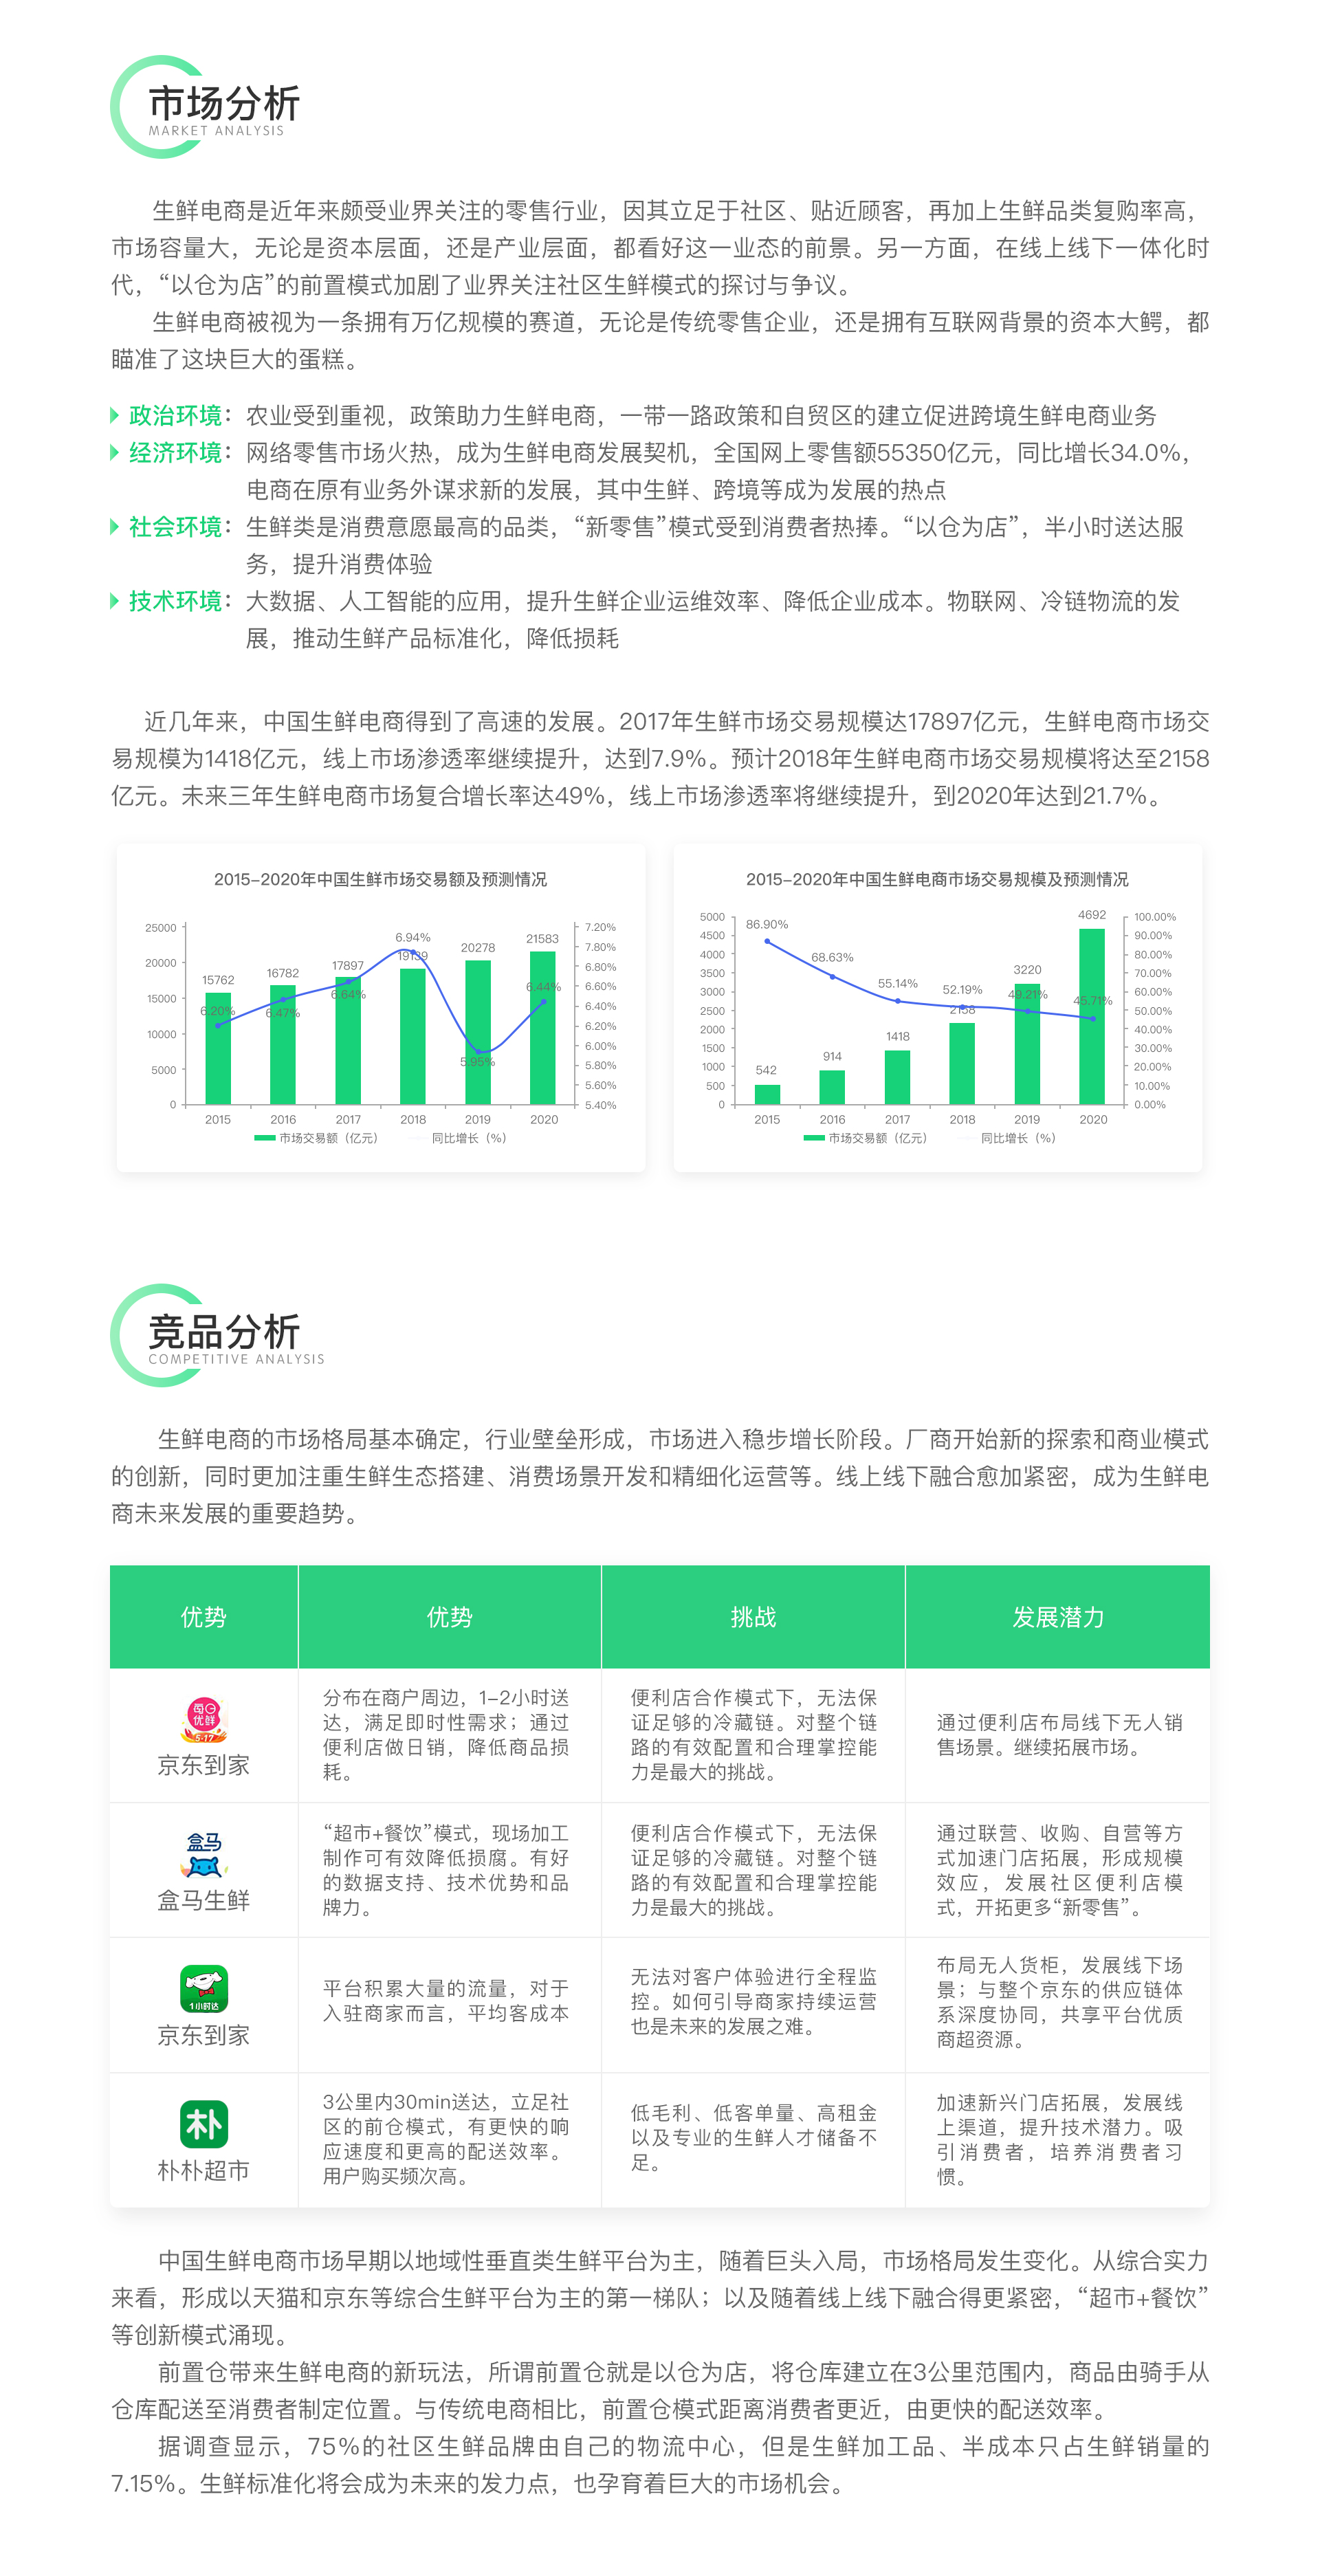 市场分析
MARKET ANALYSIS
生鲜电商是近年来颇受业界关注的零售行业，因其立足于社区、贴近顾客，再加上生鲜品类复购率高，
市场容量大，无论是资本层面，还是产业层面，都看好这一业态的前景。另一方面，在线上线下一体化时
代，“以仓为店”的前置模式加剧了业界关注社区生鲜模式的探讨与争议。
生鲜电商被视为一条拥有万亿规模的赛道，无论是传统零售企业，还是拥有互联网背景的资本大鳄，都
瞄准了这块巨大的蛋糕。
政治环境：农业受到重视，政策助力生鲜电商，一带一路政策和自贸区的建立促进跨境生鲜电商业务
经济环境：网络零售市场火热，成为生鲜电商发展契机，全国网上零售额55350亿元，同比增长34.0%，
电商在原有业务外谋求新的发展，其中生鲜、跨境等成为发展的热点
社会环境：生鲜类是消费意愿最高的品类，“新零售”模式受到消费者热捧。“以仓为店”，半小时送达服
务，提升消费体验
技术环境：大数据、人工智能的应用，提升生鲜企业运维效率、降低企业成本。物联网、冷链物流的发
展，推动生鲜产品标准化，降低损耗
近几年来，中国生鲜电商得到了高速的发展。2017年生鲜市场交易规模达17897亿元，生鲜电商市场交
易规模为1418亿元，线上市场渗透率继续提升，达到7.9%。预计2018年生鲜电商市场交易规模将达至2158
亿元。未来三年生鲜电商市场复合增长率达49%，线上市场渗透率将继续提升，到2020年达到21.7%。
2015-2020年中国生鲜市场交易额及预测情况
25000
20000
15000
10000
5000
0
15762
16782
17897
19139
20278
21583
6.20%
6.47%
6.64%
6.94%
5.95%
6.44%
7.20%
7.80%
6.80%
6.60%
6.40%
6.20%
6.00%
5.80%
5.60%
5.40%
2015 2016 2017 2018 2019 2020
市场交易额（亿元） 同比增长（%）
2015-2020年中国生鲜电商市场交易规模及预测情况
5000
4500
4000
3500
3000
2500
2000
1500
1000
500
0
86.90%
68.63%
55.14%
52.19%
49.21%
45.71%
542
914
1418
2158
3220
4692
100.00%
90.00%
80.00%
70.00%
60.00%
50.00%
40.00%
30.00%
20.00%
10.00%
0.00%
2015 2016 2017 2018 2019 2020
市场交易额（亿元） 同比增长（%）
竞品分析
COMPETITIVE ANALYSIS
生鲜电商的市场格局基本确定，行业壁垒形成，市场进入稳步增长阶段。厂商开始新的探索和商业模式
的创新，同时更加注重生鲜生态搭建、消费场景开发和精细化运营等。线上线下融合愈加紧密，成为生鲜电
商未来发展的重要趋势。
优势 优势 挑战 发展潜力
每日
优鲜
5·17
京东到家
分布在商户周边，1-2小时送
达，满足即时性需求；通过
便利店做日销，降低商品损
耗。
便利店合作模式下，无法保
证足够的冷藏链。对整个链
路的有效配置和合理掌控能
力是最大的挑战。
通过便利店布局线下无人销
售场景。继续拓展市场。
盒马
盒马生鲜
“超市+餐饮”模式，现场加工
制作可有效降低损腐。有好
的数据支持、技术优势和品
牌力。
便利店合作模式下，无法保
证足够的冷藏链。对整个链
路的有效配置和合理掌控能
力是最大的挑战。
通过联营、收购、自营等方
式加速门店拓展，形成规模
效应，发展社区便利店模
式，开拓更多“新零售”。
1小时达
京东到家
平台积累大量的流量，对于
入驻商家而言，平均客成本
无法对客户体验进行全程监
控。如何引导商家持续运营
也是未来的发展之难。
布局无人货柜，发展线下场
景；与整个京东的供应链体
系深度协同，共享平台优质
商超资源。
朴
朴朴超市
3公里内30min送达，立足社
区的前仓模式，有更快的响
应速度和更高的配送效率。
用户购买频次高。
低毛利、低客单量、高租金
以及专业的生鲜人才储备不
足。
加速新兴门店拓展，发展线
上渠道，提升技术潜力。吸
引消费者，培养消费者习
惯。
中国生鲜电商市场早期以地域性垂直类生鲜平台为主，随着巨头入局，市场格局发生变化。从综合实力
来看，形成以天猫和京东等综合生鲜平台为主的第一梯队；以及随着线上线下融合得更紧密，“超市+餐饮”
等创新模式涌现。
前置仓带来生鲜电商的新玩法，所谓前置仓就是以仓为店，将仓库建立在3公里范围内，商品由骑手从
仓库配送至消费者制定位置。与传统电商相比，前置仓模式距离消费者更近，由更快的配送效率。
据调查显示，75%的社区生鲜品牌由自己的物流中心，但是生鲜加工品、半成本只占生鲜销量的
7.15%。生鲜标准化将会成为未来的发力点，也孕育着巨大的市场机会。